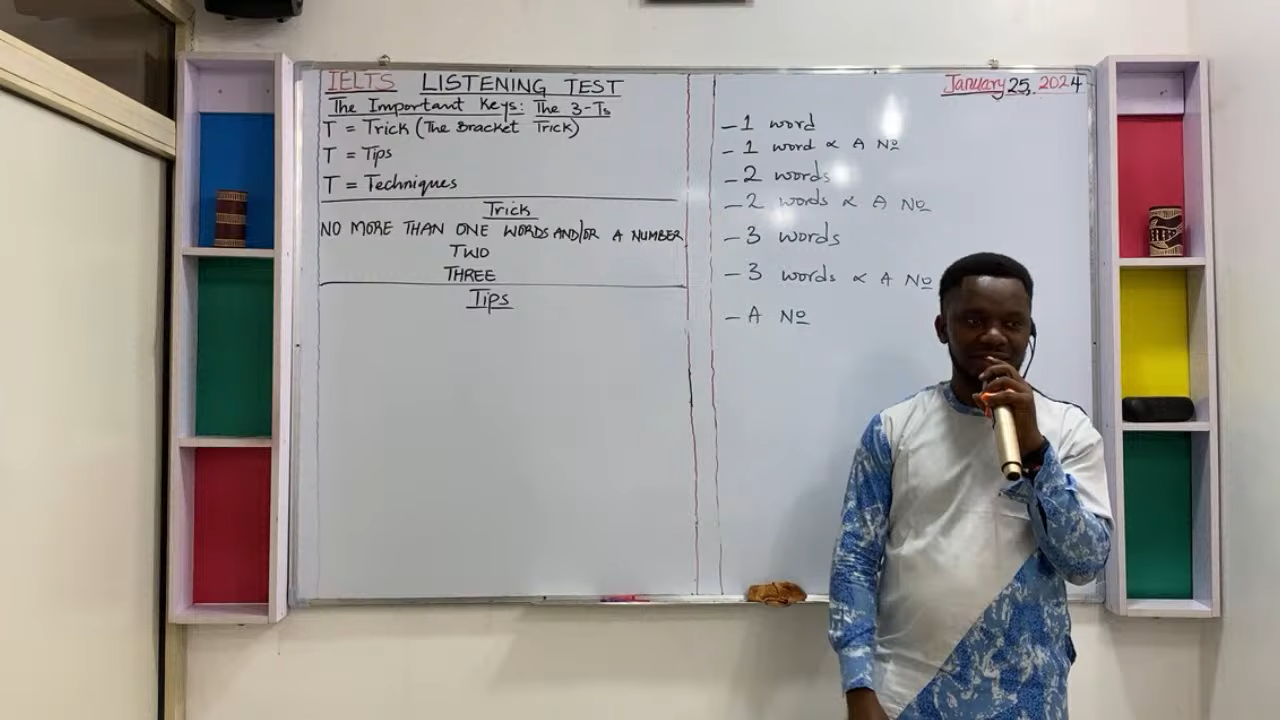 IELTS LISTENING TEST
The Important Keys: The 3-Ts
T = Trick (The Bracket Trick)
T = Tips
T = Techniques
Trick
NO MORE THAN ONE WORDS AND/OR A NUMBER
TWO
THREE
Tips
January 25, 2024
- 1 word
- 1 word & A Nº
- 2 words
- 2 words & A Nº
- 3 words
- 3 words & A Nº
- A Nº